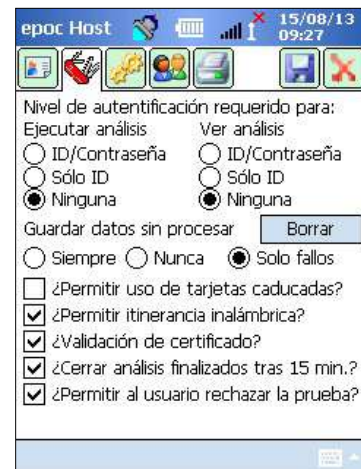 epoc Host 15/08/13
09:27
Nivel de autentificación requerido para:
Ejecutar análisis Ver análisis
ID/Contraseña ID/Contraseña
Sólo ID Sólo ID
Ninguna Ninguna
Guardar datos sin procesar Borrar
Siempre Nunca Solo fallos
¿Permitir uso de tarjetas caducadas?
¿Permitir itinerancia inalámbrica?
¿Validación de certificado?
¿Cerrar análisis finalizados tras 15 min.?
¿Permitir al usuario rechazar la prueba?